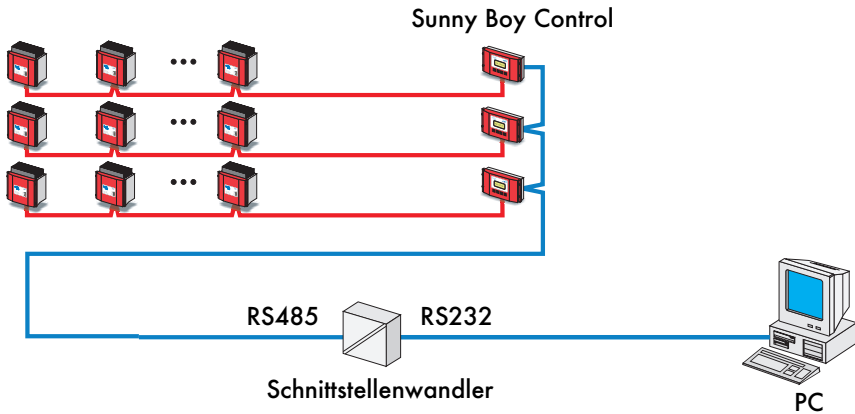 Sunny Boy Control
RS485
RS232
Schnittstellenwandler
PC